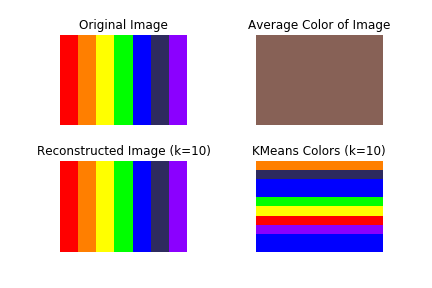 Original Image
Average Color of Image
Reconstructed Image (k=10)
KMeans Colors (k=10)